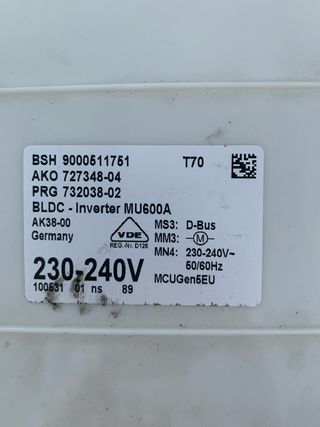 BSH 9000511751 T70
AKO 727348-04
PRG 732038-02
BLDC - Inverter MU600A
AK38-00
Germany
VDE
REG.-Nr. D126
MS3: D-Bus
MM3: M
MN4: 230-240V~
50/60Hz
230-240V
MCUGen5EU
100531 01 ns 89